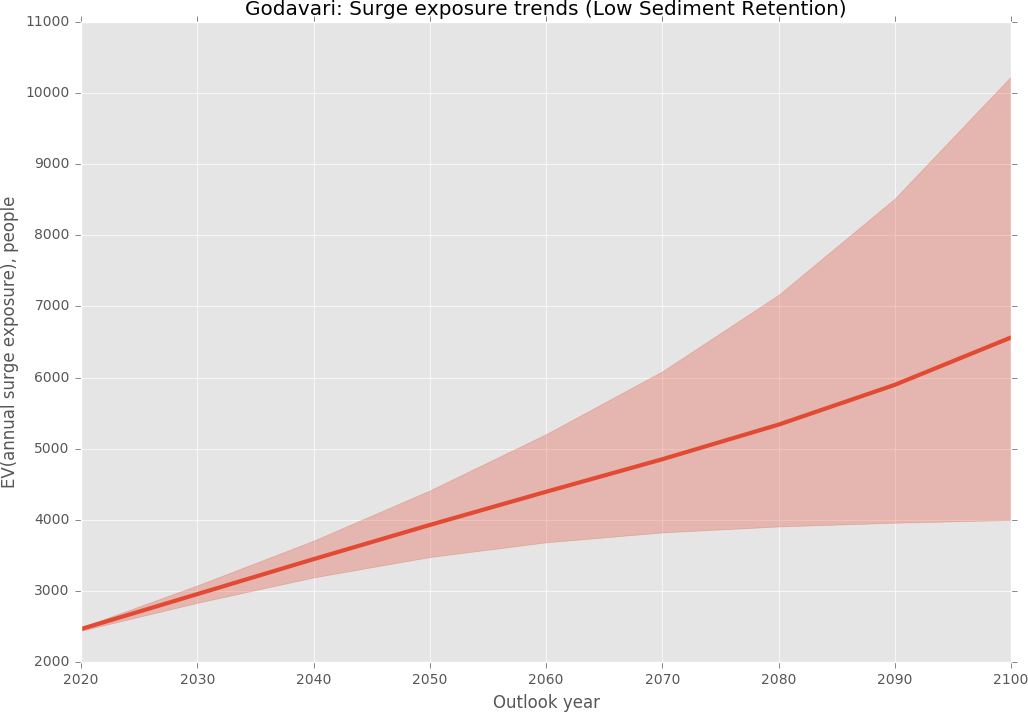 Godavari: Surge exposure trends (Low Sediment Retention)
11000
10000
9000
8000
7000
6000
5000
4000
3000
2000
EV(annual surge exposure), people
2020 2030 2040 2050 2060 2070 2080 2090 2100
Outlook year